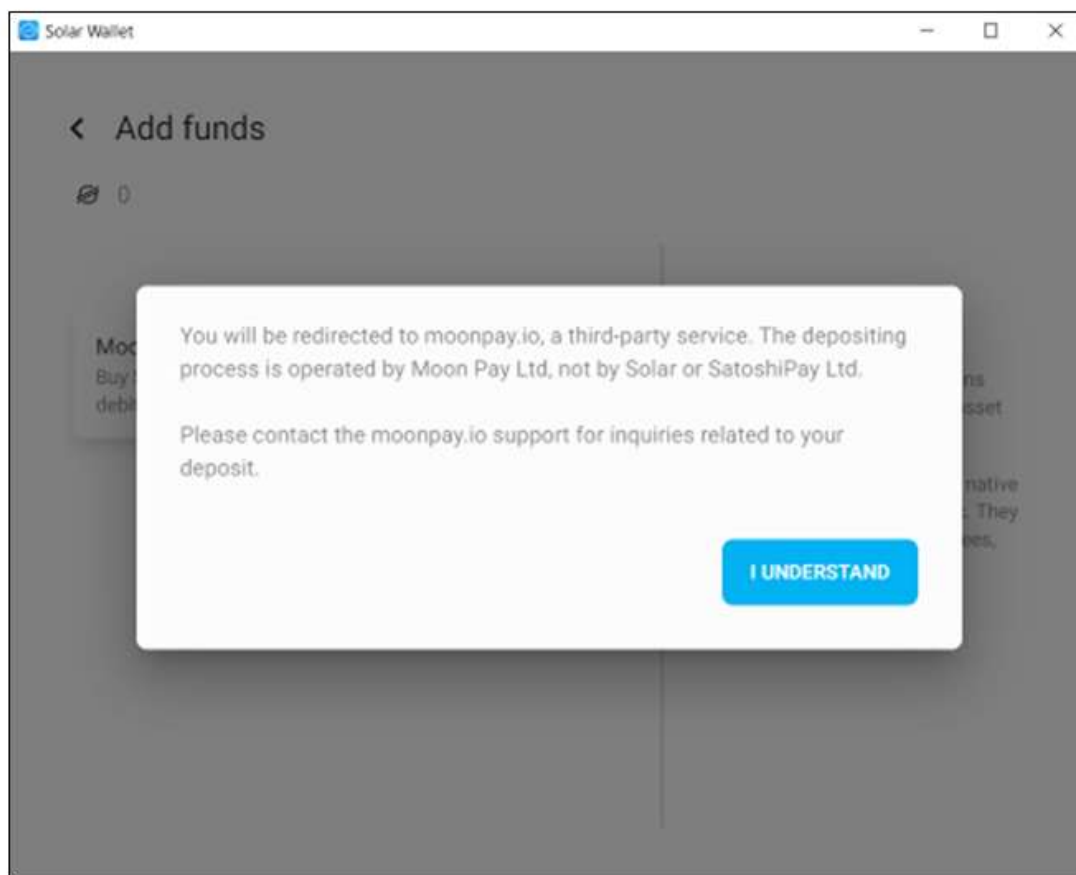 Solar Wallet
Add funds
0
You will be redirected to moonpay.io, a third-party service. The depositing
process is operated by Moon Pay Ltd, not by Solar or SatoshiPay Ltd.
Please contact the moonpay.io support for inquiries related to your
deposit.
I UNDERSTAND
Buy
They